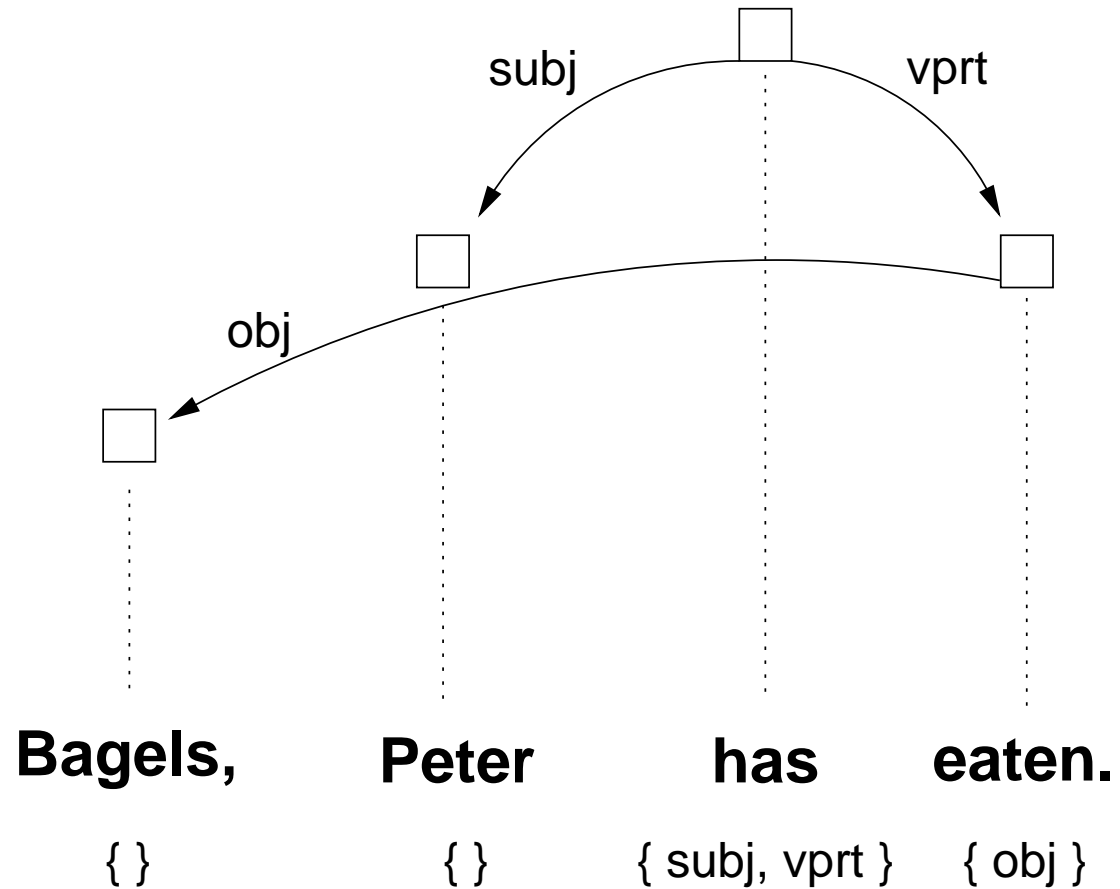 subj vprt
obj
Bagels, Peter has eaten.
{ } { } { subj, vprt } { obj }